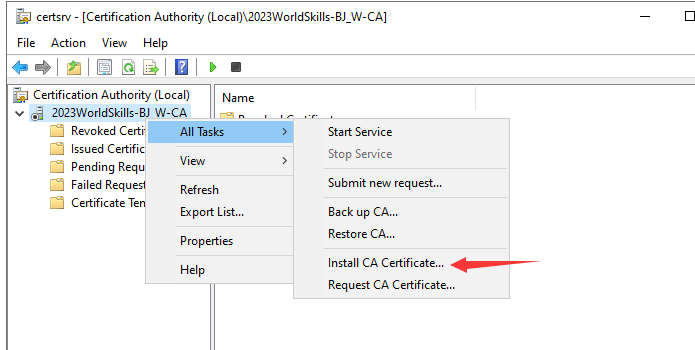 certsrv - [Certification Authority (Local)\2023WorldSkills-BJ_W-CA]
File Action View Help
Certification Authority (Local)
2023WorldSkills-BJ_W-CA
Revoked Certi
Issued Certific
Pending Requ
Failed Request
Certificate Ten
Name
All Tasks
View
Refresh
Export List...
Properties
Help
Start Service
Stop Service
Submit new request...
Back up CA...
Restore CA...
Install CA Certificate...
Request CA Certificate...